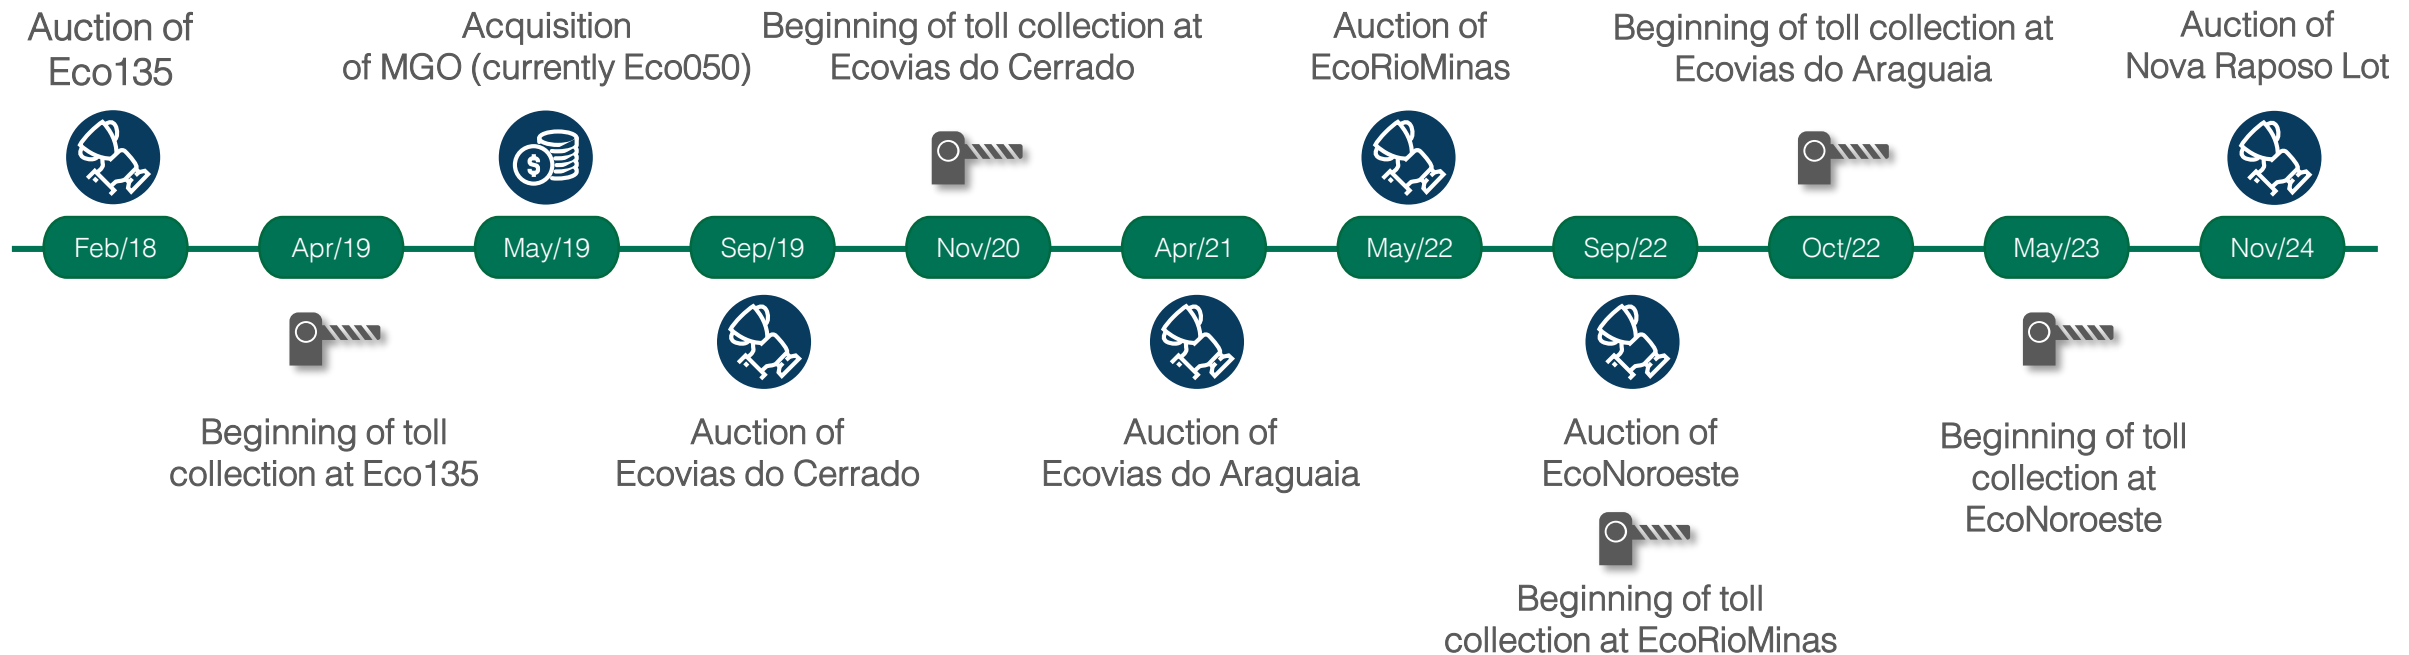 Auction of
Eco135
Acquisition
of MGO (currently Eco050)
Beginning of toll collection at
Ecovias do Cerrado
Auction of
EcoRioMinas
Beginning of toll collection at
Ecovias do Araguaia
Auction of
Nova Raposo Lot
$
Feb/18
Apr/19
May/19
Sep/19
Nov/20
Apr/21
May/22
Sep/22
Oct/22
May/23
Nov/24
Beginning of toll
collection at Eco135
Auction of
Ecovias do Cerrado
Auction of
Ecovias do Araguaia
Auction of
EcoNoroeste
Beginning of toll
collection at EcoRioMinas
Beginning of toll
collection at
EcoNoroeste